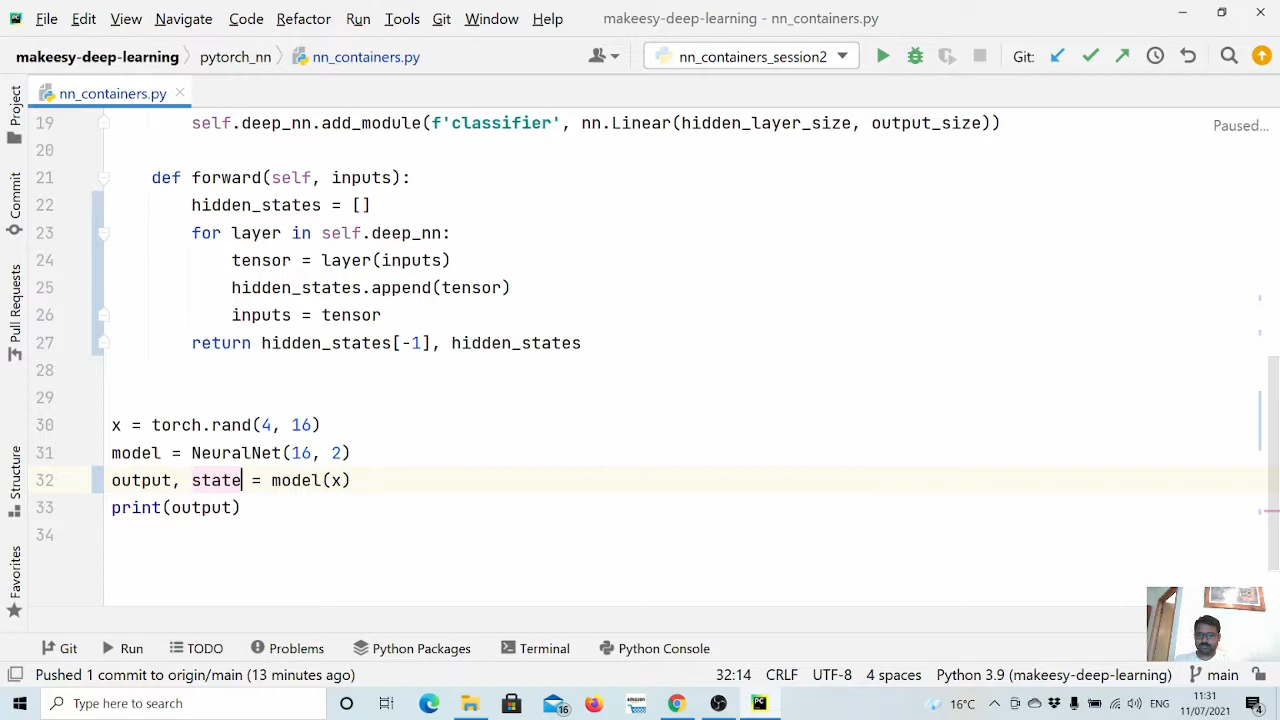 File Edit View Navigate Code Refactor Run Tools Git Window Help makeesy-deep-learning - nn_containers.py
makeesy-deep-learning pytorch_nn nn_containers.py nn_containers_session2 Git:
nn_containers.py
Project
Commit
Pull Requests
Structure
Favorites
Paused...
19 self.deep_nn.add_module(f'classifier', nn.Linear(hidden_layer_size, output_size))
20
21 def forward(self, inputs):
22 hidden_states = []
23 for layer in self.deep_nn:
24 tensor = layer(inputs)
25 hidden_states.append(tensor)
26 inputs = tensor
27 return hidden_states[-1], hidden_states
28
29
30 x = torch.rand(4, 16)
31 model = NeuralNet(16, 2)
32 output, state = model(x)
33 print(output)
34
Git Run TODO Problems Python Packages Terminal Python Console
Pushed 1 commit to origin/main (13 minutes ago) 32:14 CRLF UTF-8 4 spaces Python 3.9 (makeesy-deep-learning) main
Type here to search 16 amazon PC 16°C 11:31
11/07/2021 4